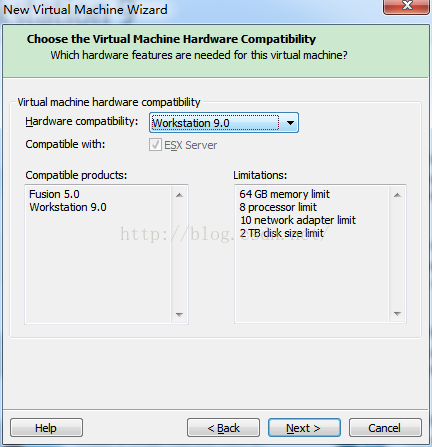 New Virtual Machine Wizard
Choose the Virtual Machine Hardware Compatibility
Which hardware features are needed for this virtual machine?
Virtual machine hardware compatibility
Hardware compatibility:
Workstation 9.0
Compatible with:
ESX Server
Compatible products:
Limitations:
Fusion 5.0
Workstation 9.0
64 GB memory limit
8 processor limit
10 network adapter limit
2 TB disk size limit
http://blog.
Help
< Back
Next >
Cancel